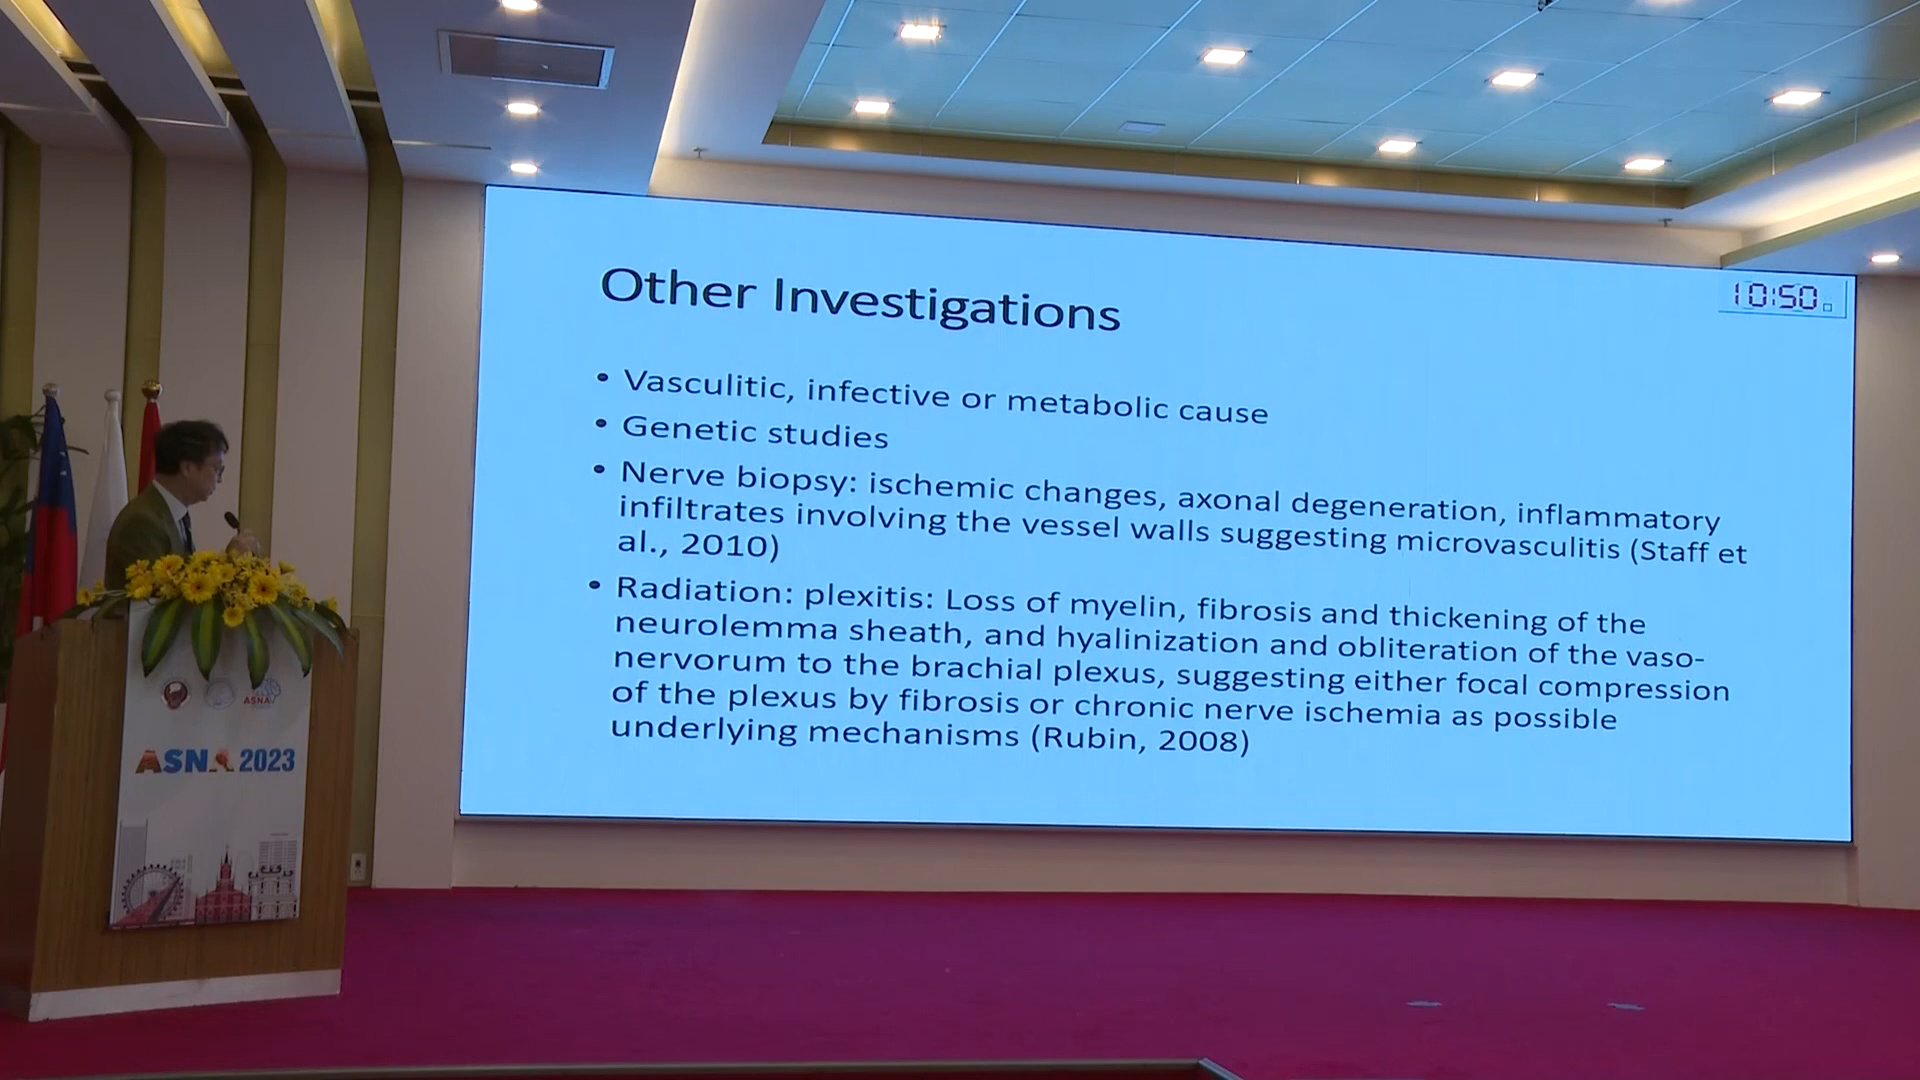 Other Investigations
10:50
• Vasculitic, infective or metabolic cause
• Genetic studies
• Nerve biopsy: ischemic changes, axonal degeneration, inflammatory
infiltrates involving the vessel walls suggesting microvasculitis (Staff et
al., 2010)
• Radiation: plexitis: Loss of myelin, fibrosis and thickening of the
neurolemma sheath, and hyalinization and obliteration of the vaso-
nervorum to the brachial plexus, suggesting either focal compression
of the plexus by fibrosis or chronic nerve ischemia as possible
underlying mechanisms (Rubin, 2008)
ASNA
ASNA 2023